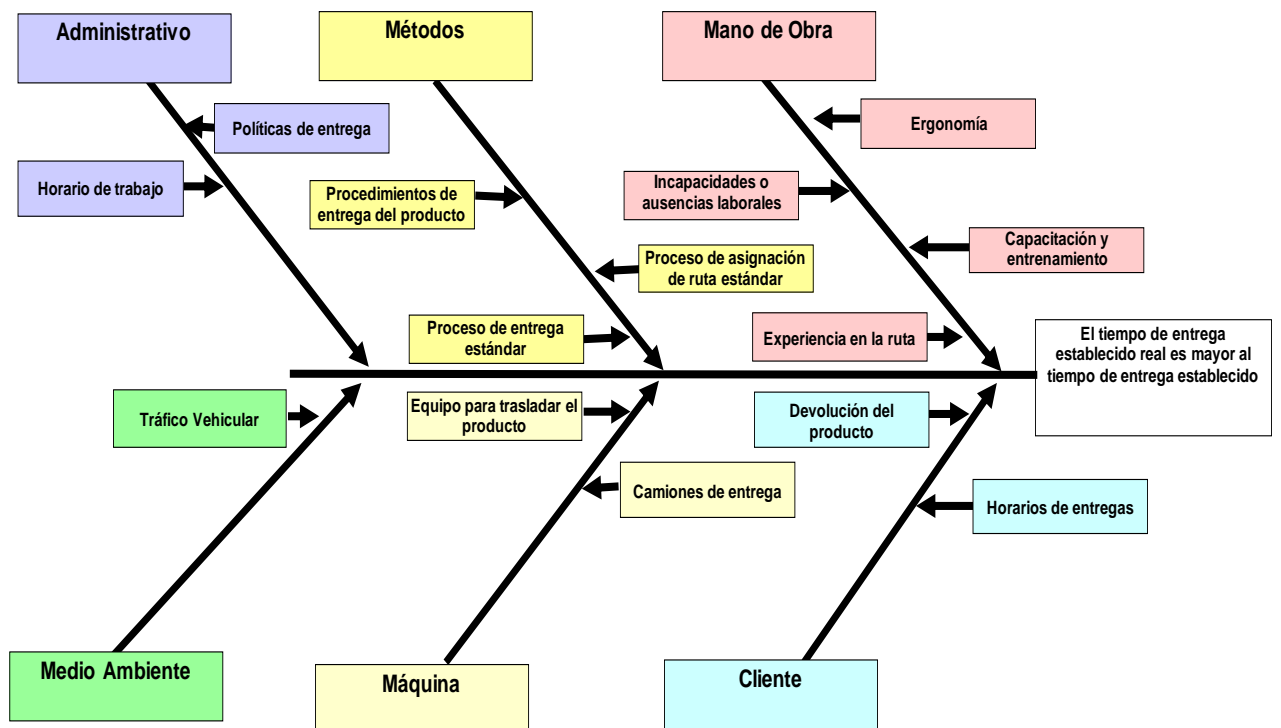 Administrativo
Métodos
Mano de Obra
Políticas de entrega
Ergonomía
Horario de trabajo
Procedimientos de
entrega del producto
Incapacidades o
ausencias laborales
Proceso de asignación
de ruta estándar
Capacitación y
entrenamiento
Proceso de entrega
estándar
Experiencia en la ruta
El tiempo de entrega
establecido real es mayor al
tiempo de entrega establecido
Tráfico Vehicular
Equipo para trasladar el
producto
Devolución del
producto
Camiones de entrega
Horarios de entregas
Medio Ambiente
Máquina
Cliente